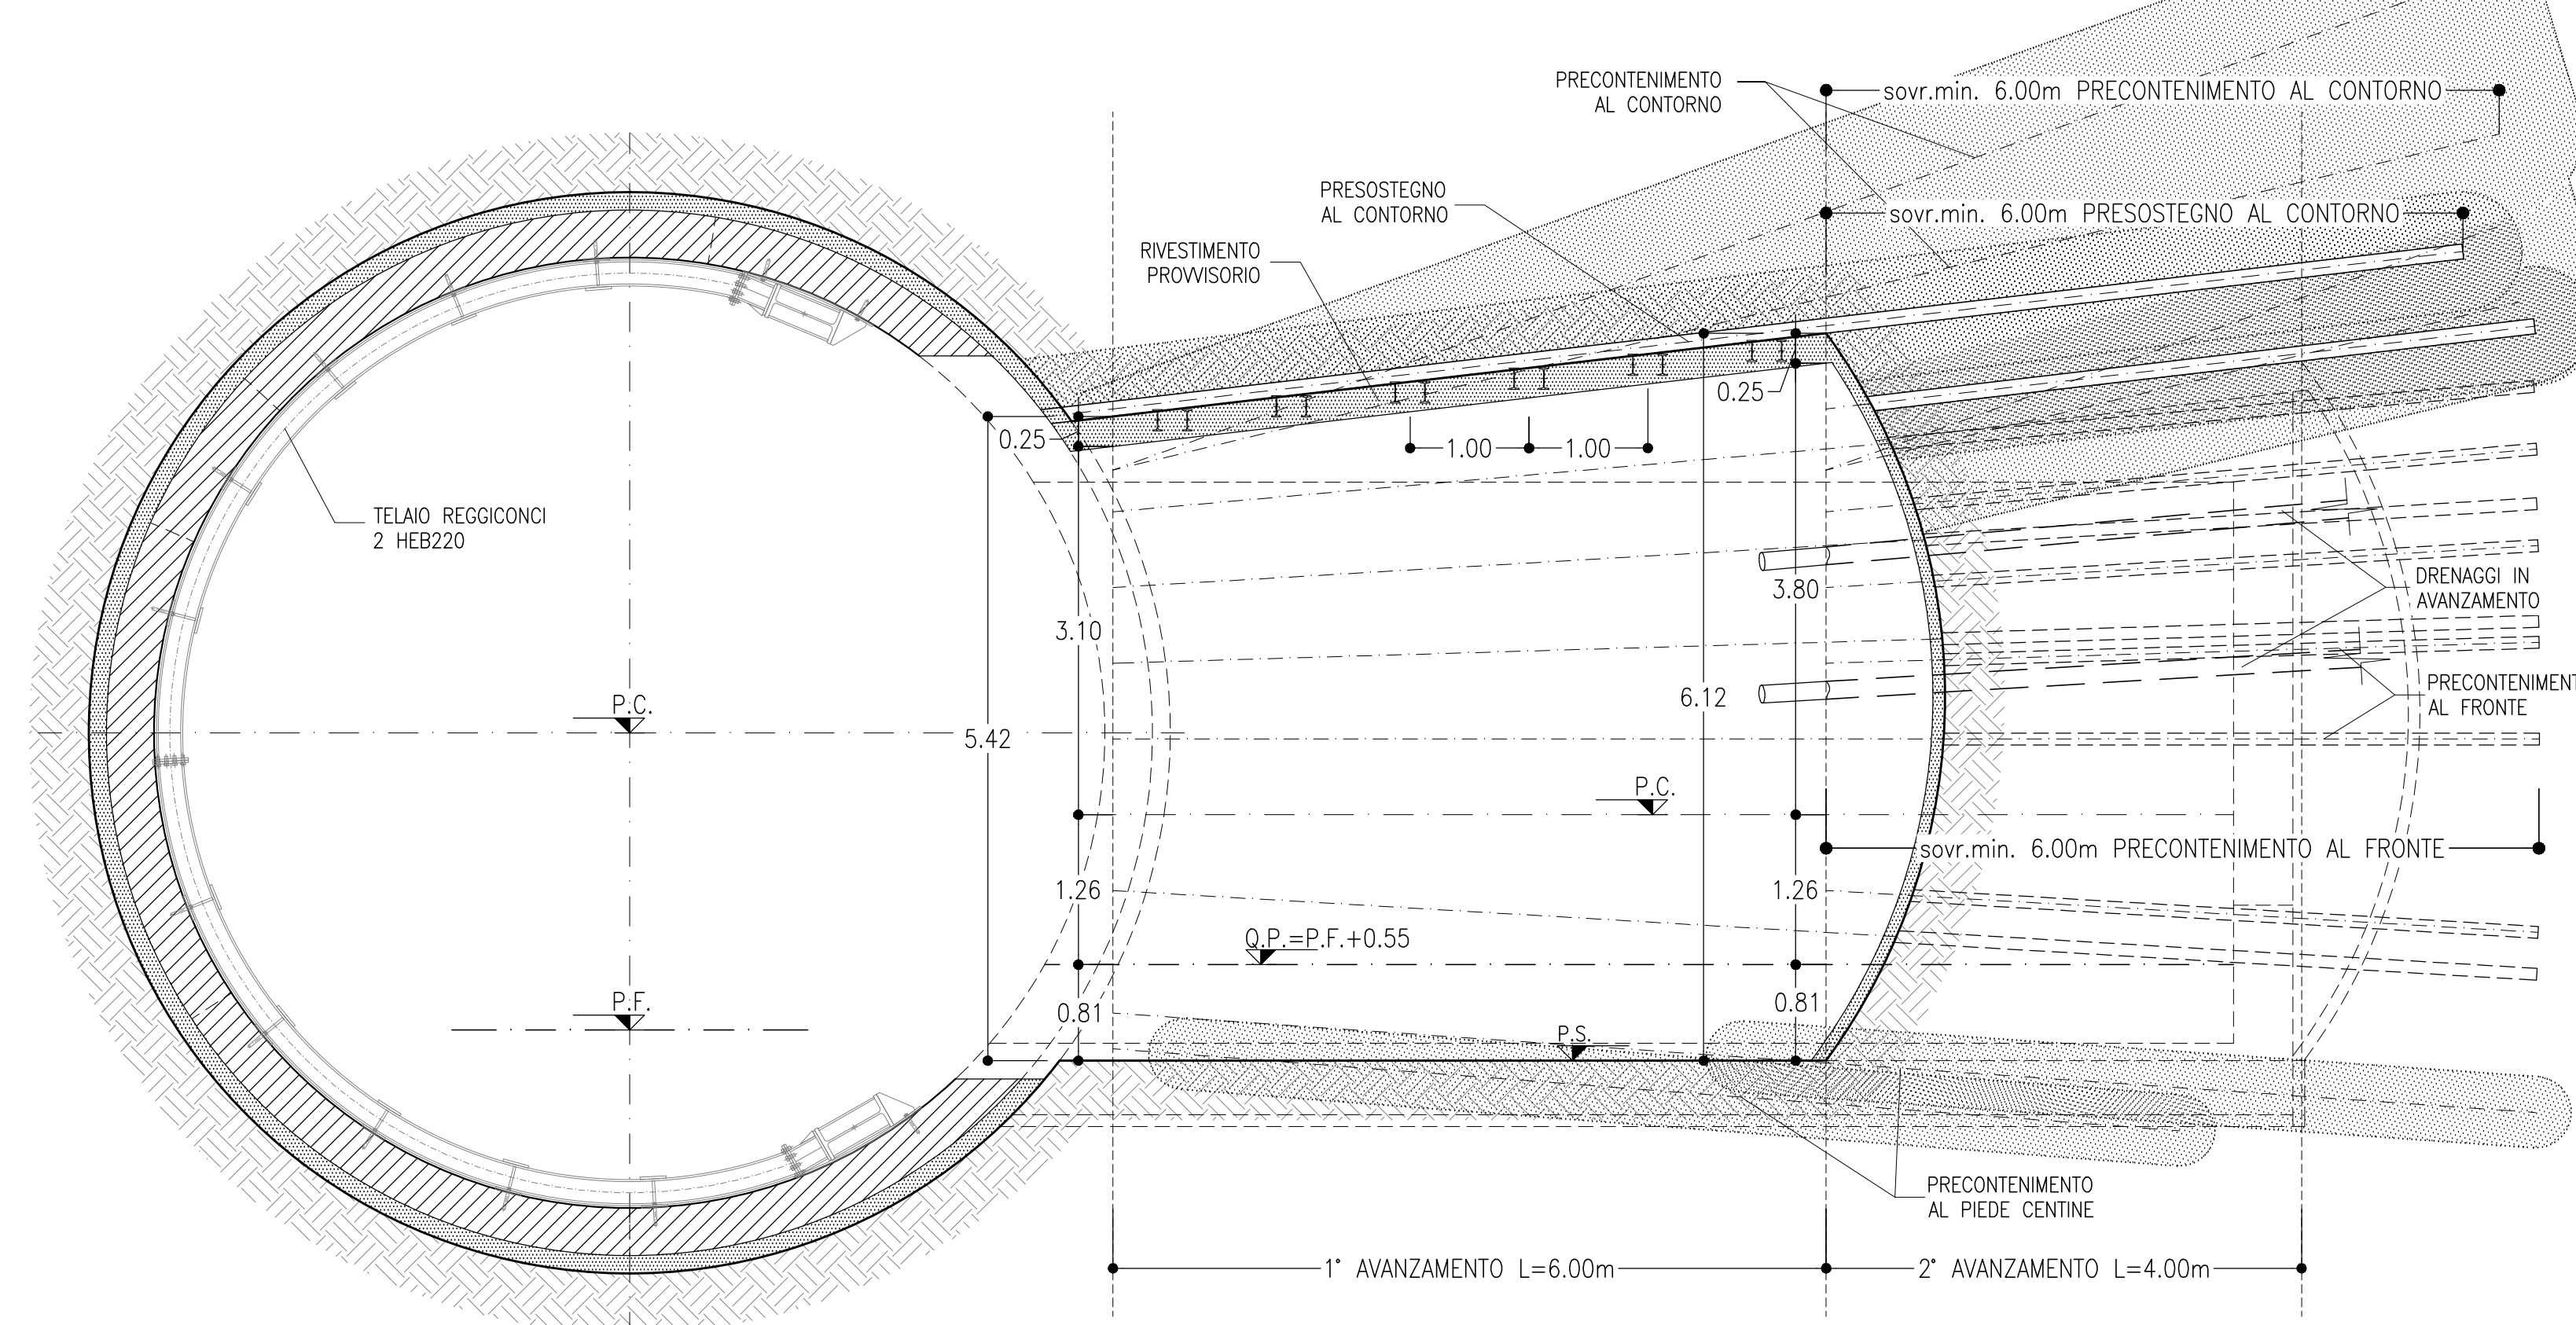 PRECONTENIMENTO
AL CONTORNO
sovr.min. 6.00m PRECONTENIMENTO AL CONTORNO
PRESOSTEGNO
AL CONTORNO
sovr.min. 6.00m PRESOSTEGNO AL CONTORNO
RIVESTIMENTO
PROVVISORIO
0.25
0.25
1.00
1.00
TELAIO REGGICONCI
2 HEB220
3.80
3.10
DRENAGGI IN
AVANZAMENTO
6.12
PRECONTENIMENT
AL FRONTE
P.C.
5.42
P.C.
sovr.min. 6.00m PRECONTENIMENTO AL FRONTE
1.26
1.26
Q.P.=P.F.+0.55
P.F.
0.81
0.81
P.S.
PRECONTENIMENTO
AL PIEDE CENTINE
1° AVANZAMENTO L=6.00m
2° AVANZAMENTO L=4.00m